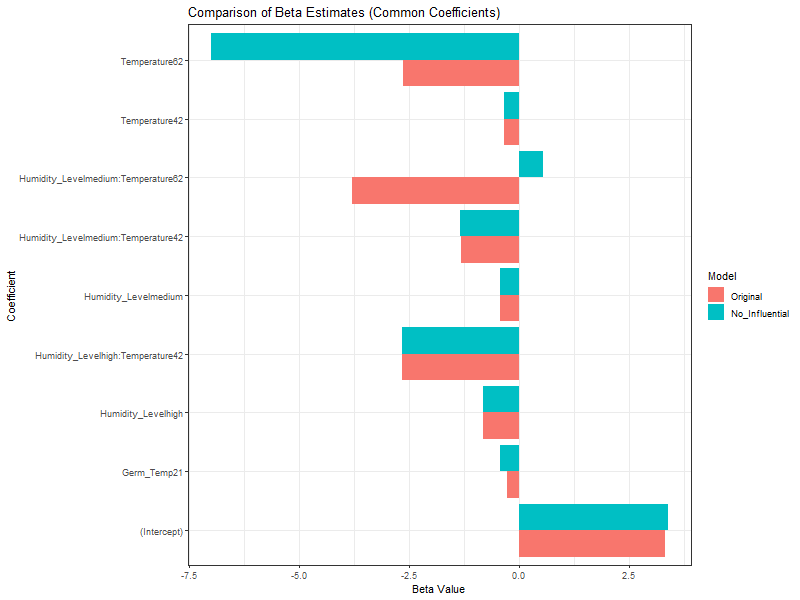 Comparison of Beta Estimates (Common Coefficients)
Temperature62
Temperature42
Humidity_Levelmedium:Temperature62
Humidity_Levelmedium:Temperature42
Humidity_Levelmedium
Humidity_Levelhigh:Temperature42
Humidity_Levelhigh
Germ_Temp21
(Intercept)
Coefficient
-7.5
-5.0
-2.5
0.0
2.5
Beta Value
Model
Original
No_Influential